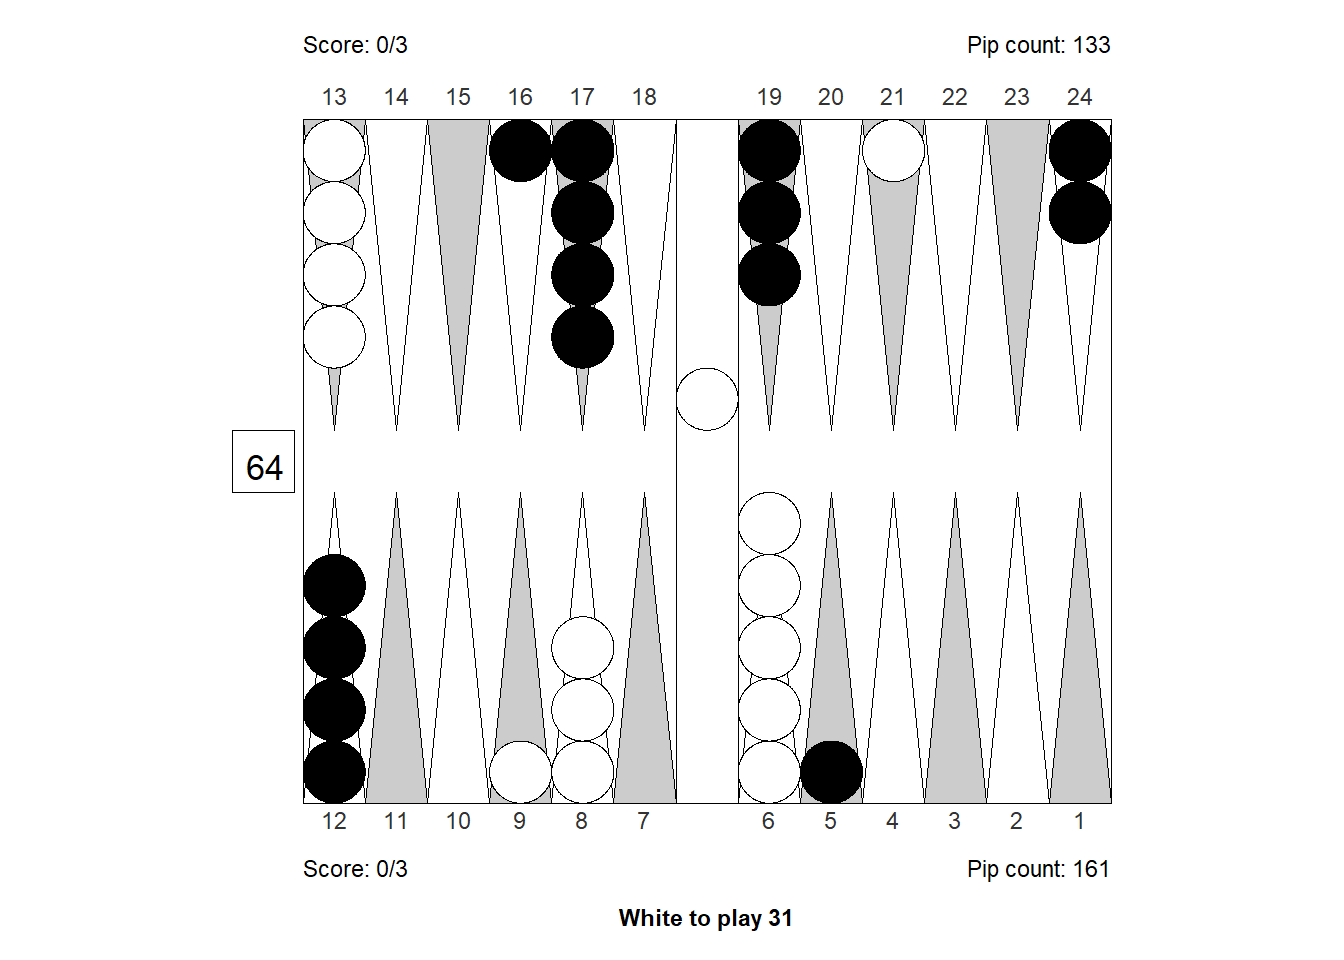 Score: 0/3 Pip count: 133
13 14 15 16 17 18 19 20 21 22 23 24
64
12 11 10 9 8 7 6 5 4 3 2 1
Score: 0/3 Pip count: 161
White to play 31